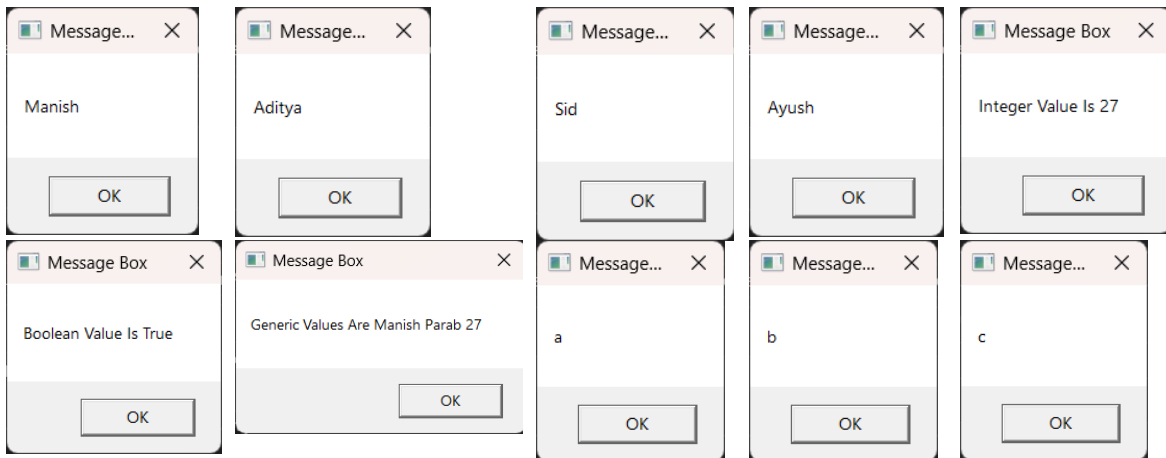 Message...
Manish
OK
Message...
Aditya
OK
Message...
Sid
OK
Message...
Ayush
OK
Message Box
Integer Value Is 27
OK
Message Box
Boolean Value Is True
OK
Message Box
Generic Values Are Manish Parab 27
OK
Message...
a
OK
Message...
b
OK
Message...
c
OK